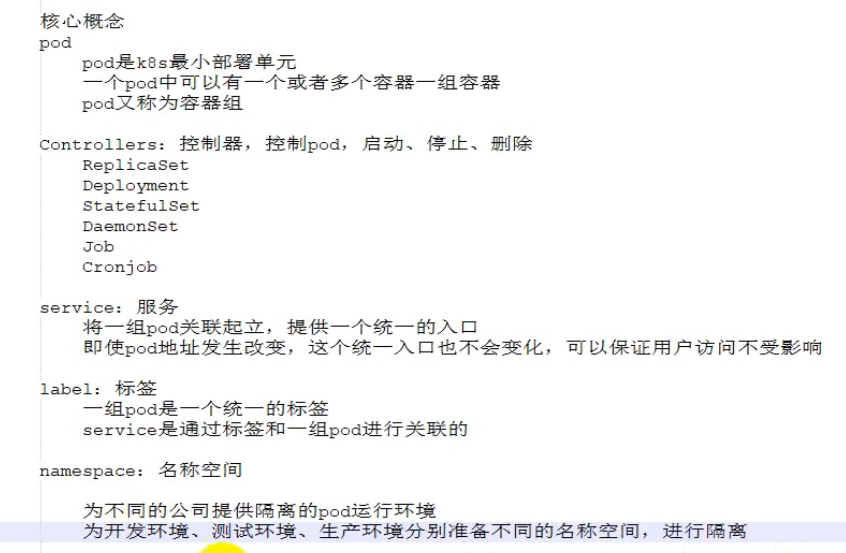 核心概念
pod
pod是k8s最小部署单元
一个pod中可以有一个或者多个容器一组容器
pod又称为容器组
Controllers：控制器，控制pod，启动、停止、删除
ReplicaSet
Deployment
StatefulSet
DaemonSet
Job
Cronjob
service：服务
将一组pod关联起立，提供一个统一的入口
即使pod地址发生改变，这个统一入口也不会变化，可以保证用户访问不受影响
label：标签
一组pod是一个统一的标签
service是通过标签和一组pod进行关联的
namespace：名称空间
为不同的公司提供隔离的pod运行环境
为开发环境、测试环境、生产环境分别准备不同的名称空间，进行隔离